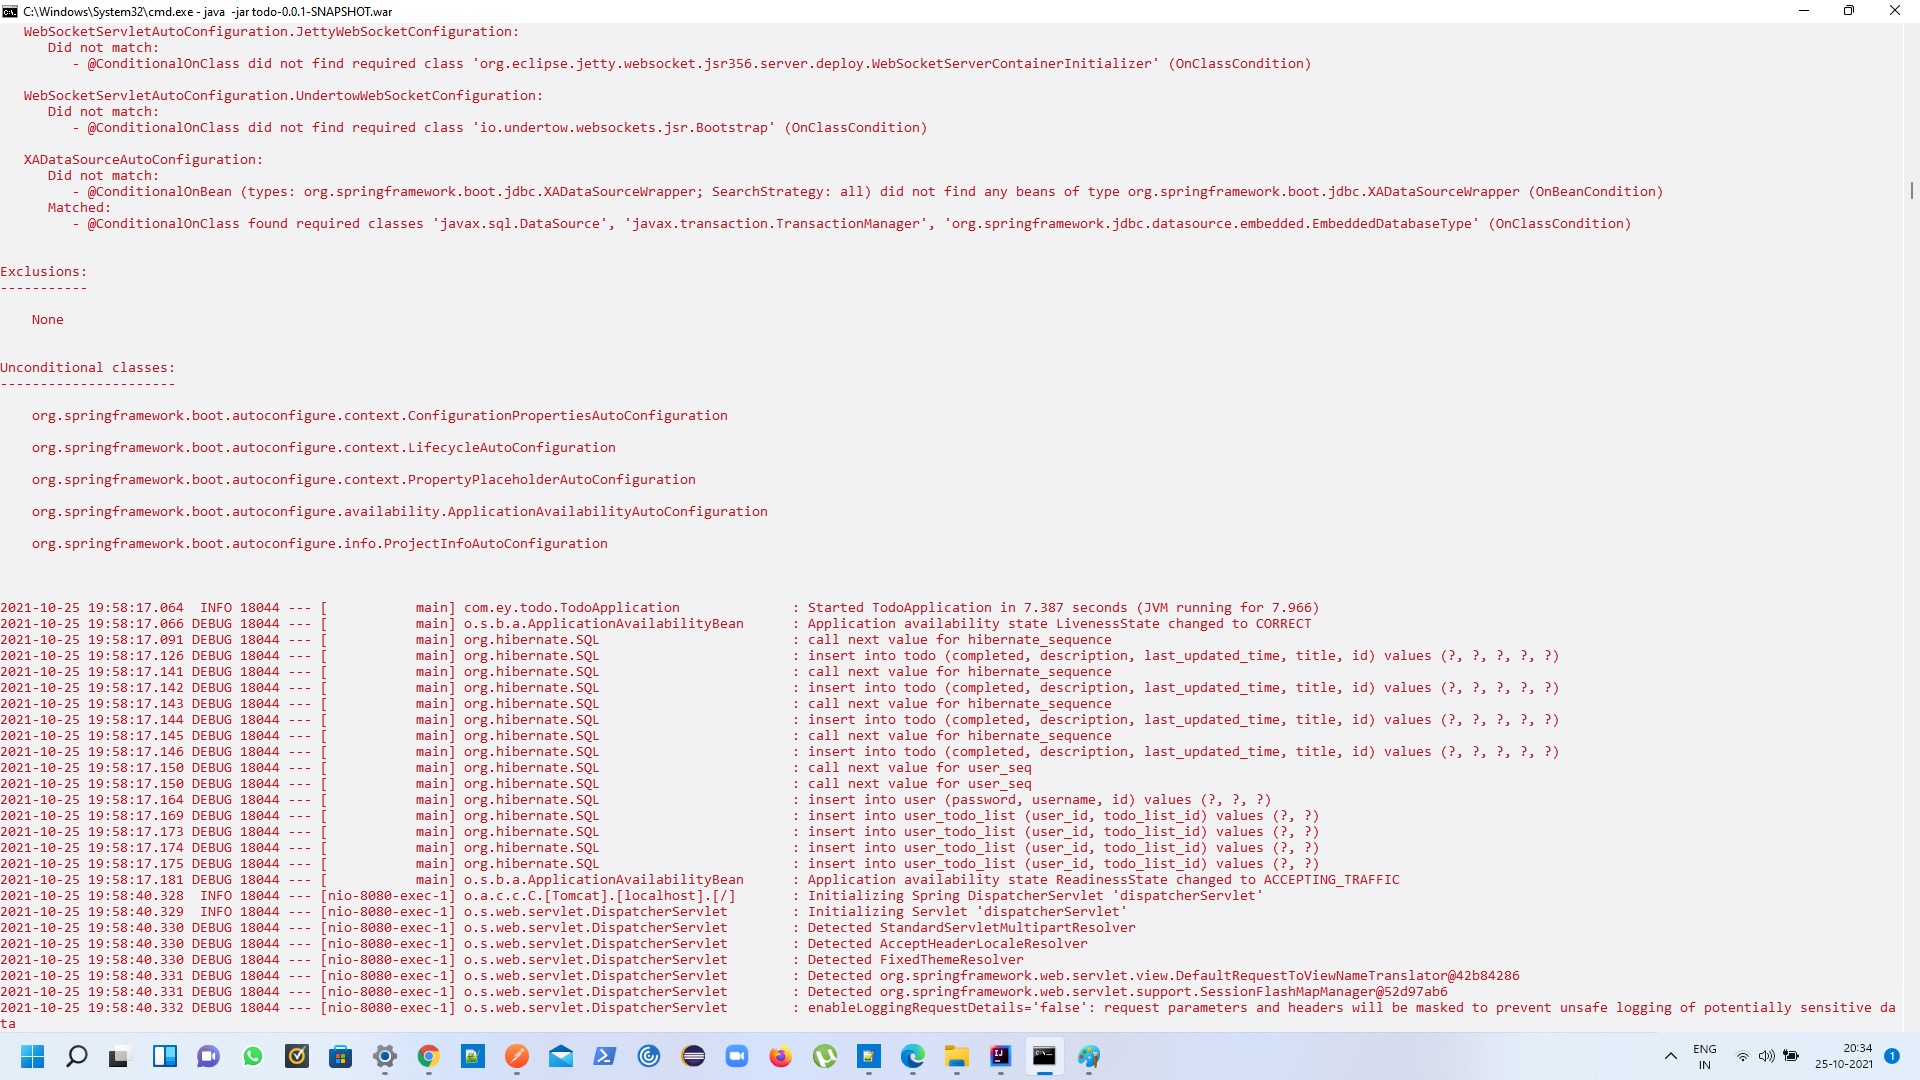 C:\Windows\System32\cmd.exe - java  -jar todo-0.0.1-SNAPSHOT.war
   WebSocketServletAutoConfiguration.JettyWebSocketConfiguration:
      Did not match:
         - @ConditionalOnClass did not find required class 'org.eclipse.jetty.websocket.jsr356.server.deploy.WebSocketServerContainerInitializer' (OnClassCondition)
   WebSocketServletAutoConfiguration.UndertowWebSocketConfiguration:
      Did not match:
         - @ConditionalOnClass did not find required class 'io.undertow.websockets.jsr.Bootstrap' (OnClassCondition)
   XADataSourceAutoConfiguration:
      Did not match:
         - @ConditionalOnBean (types: org.springframework.boot.jdbc.XADataSourceWrapper; SearchStrategy: all) did not find any beans of type org.springframework.boot.jdbc.XADataSourceWrapper (OnBeanCondition)
      Matched:
         - @ConditionalOnClass found required classes 'javax.sql.DataSource', 'javax.transaction.TransactionManager', 'org.springframework.jdbc.datasource.embedded.EmbeddedDatabaseType' (OnClassCondition)
Exclusions:
-----------
    None
Unconditional classes:
----------------------
    org.springframework.boot.autoconfigure.context.ConfigurationPropertiesAutoConfiguration
    org.springframework.boot.autoconfigure.context.LifecycleAutoConfiguration
    org.springframework.boot.autoconfigure.context.PropertyPlaceholderAutoConfiguration
    org.springframework.boot.autoconfigure.availability.ApplicationAvailabilityAutoConfiguration
    org.springframework.boot.autoconfigure.info.ProjectInfoAutoConfiguration
2021-10-25 19:58:17.064  INFO 18044 --- [           main] com.ey.todo.TodoApplication              : Started TodoApplication in 7.387 seconds (JVM running for 7.966)
2021-10-25 19:58:17.066 DEBUG 18044 --- [           main] o.s.b.a.ApplicationAvailabilityBean      : Application availability state LivenessState changed to CORRECT
2021-10-25 19:58:17.091 DEBUG 18044 --- [           main] org.hibernate.SQL                        : call next value for hibernate_sequence
2021-10-25 19:58:17.126 DEBUG 18044 --- [           main] org.hibernate.SQL                        : insert into todo (completed, description, last_updated_time, title, id) values (?, ?, ?, ?, ?)
2021-10-25 19:58:17.141 DEBUG 18044 --- [           main] org.hibernate.SQL                        : call next value for hibernate_sequence
2021-10-25 19:58:17.142 DEBUG 18044 --- [           main] org.hibernate.SQL                        : insert into todo (completed, description, last_updated_time, title, id) values (?, ?, ?, ?, ?)
2021-10-25 19:58:17.143 DEBUG 18044 --- [           main] org.hibernate.SQL                        : call next value for hibernate_sequence
2021-10-25 19:58:17.144 DEBUG 18044 --- [           main] org.hibernate.SQL                        : insert into todo (completed, description, last_updated_time, title, id) values (?, ?, ?, ?, ?)
2021-10-25 19:58:17.145 DEBUG 18044 --- [           main] org.hibernate.SQL                        : call next value for hibernate_sequence
2021-10-25 19:58:17.146 DEBUG 18044 --- [           main] org.hibernate.SQL                        : insert into todo (completed, description, last_updated_time, title, id) values (?, ?, ?, ?, ?)
2021-10-25 19:58:17.150 DEBUG 18044 --- [           main] org.hibernate.SQL                        : call next value for user_seq
2021-10-25 19:58:17.150 DEBUG 18044 --- [           main] org.hibernate.SQL                        : call next value for user_seq
2021-10-25 19:58:17.164 DEBUG 18044 --- [           main] org.hibernate.SQL                        : insert into user (password, username, id) values (?, ?, ?)
2021-10-25 19:58:17.169 DEBUG 18044 --- [           main] org.hibernate.SQL                        : insert into user_todo_list (user_id, todo_list_id) values (?, ?)
2021-10-25 19:58:17.173 DEBUG 18044 --- [           main] org.hibernate.SQL                        : insert into user_todo_list (user_id, todo_list_id) values (?, ?)
2021-10-25 19:58:17.174 DEBUG 18044 --- [           main] org.hibernate.SQL                        : insert into user_todo_list (user_id, todo_list_id) values (?, ?)
2021-10-25 19:58:17.175 DEBUG 18044 --- [           main] org.hibernate.SQL                        : insert into user_todo_list (user_id, todo_list_id) values (?, ?)
2021-10-25 19:58:17.181 DEBUG 18044 --- [           main] o.s.b.a.ApplicationAvailabilityBean      : Application availability state ReadinessState changed to ACCEPTING_TRAFFIC
2021-10-25 19:58:40.328  INFO 18044 --- [nio-8080-exec-1] o.a.c.c.C.[Tomcat].[localhost].[/]       : Initializing Spring DispatcherServlet 'dispatcherServlet'
2021-10-25 19:58:40.329  INFO 18044 --- [nio-8080-exec-1] o.s.web.servlet.DispatcherServlet        : Initializing Servlet 'dispatcherServlet'
2021-10-25 19:58:40.330 DEBUG 18044 --- [nio-8080-exec-1] o.s.web.servlet.DispatcherServlet        : Detected StandardServletMultipartResolver
2021-10-25 19:58:40.330 DEBUG 18044 --- [nio-8080-exec-1] o.s.web.servlet.DispatcherServlet        : Detected AcceptHeaderLocaleResolver
2021-10-25 19:58:40.330 DEBUG 18044 --- [nio-8080-exec-1] o.s.web.servlet.DispatcherServlet        : Detected FixedThemeResolver
2021-10-25 19:58:40.331 DEBUG 18044 --- [nio-8080-exec-1] o.s.web.servlet.DispatcherServlet        : Detected org.springframework.web.servlet.view.DefaultRequestToViewNameTranslator@42b84286
2021-10-25 19:58:40.331 DEBUG 18044 --- [nio-8080-exec-1] o.s.web.servlet.DispatcherServlet        : Detected org.springframework.web.servlet.support.SessionFlashMapManager@52d97ab6
2021-10-25 19:58:40.332 DEBUG 18044 --- [nio-8080-exec-1] o.s.web.servlet.DispatcherServlet        : enableLoggingRequestDetails='false': request parameters and headers will be masked to prevent unsafe logging of potentially sensitive da
ta
ENG
IN
20:34
25-10-2021
1